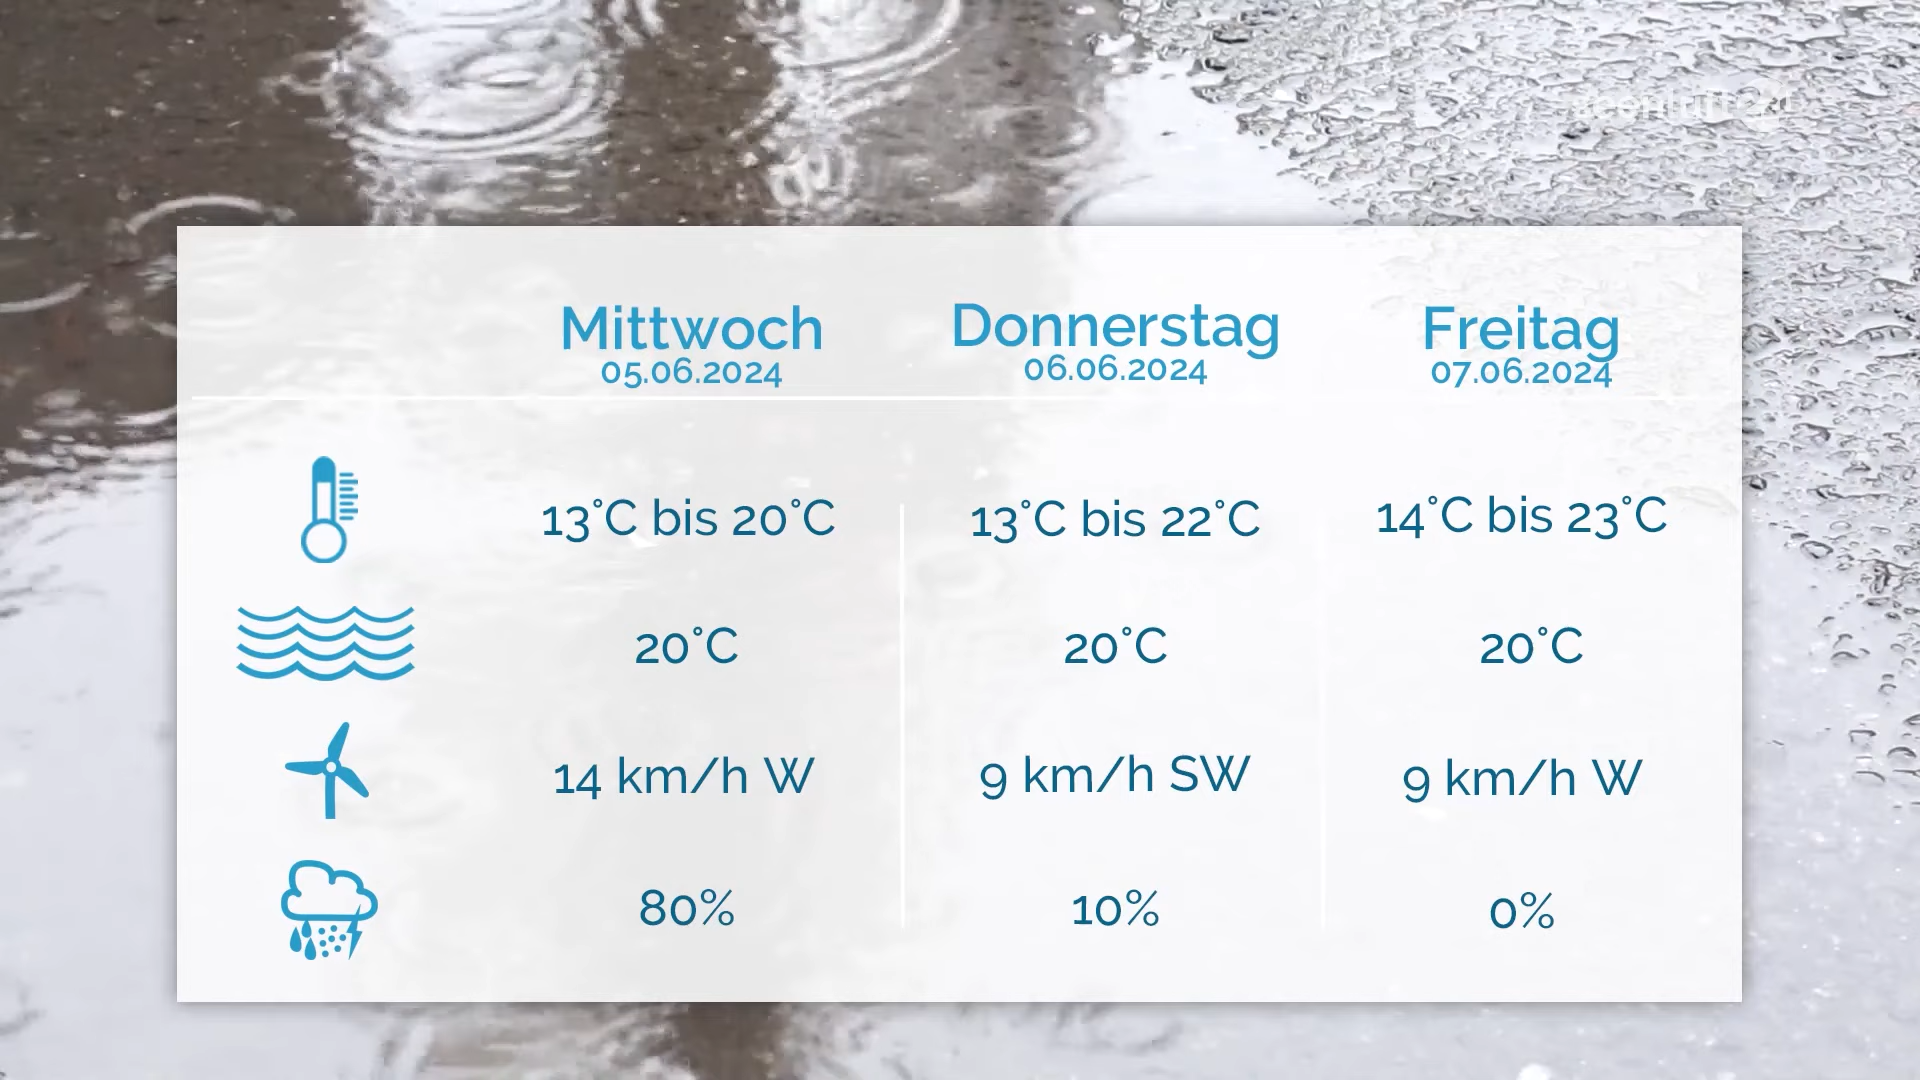 Mittwoch Donnerstag Freitag
05.06.2024 06.06.2024 07.06.2024
13°C bis 20°C 13°C bis 22°C 14°C bis 23°C
20°C 20°C 20°C
14 km/h W 9 km/h SW 9 km/h W
80% 10% 0%